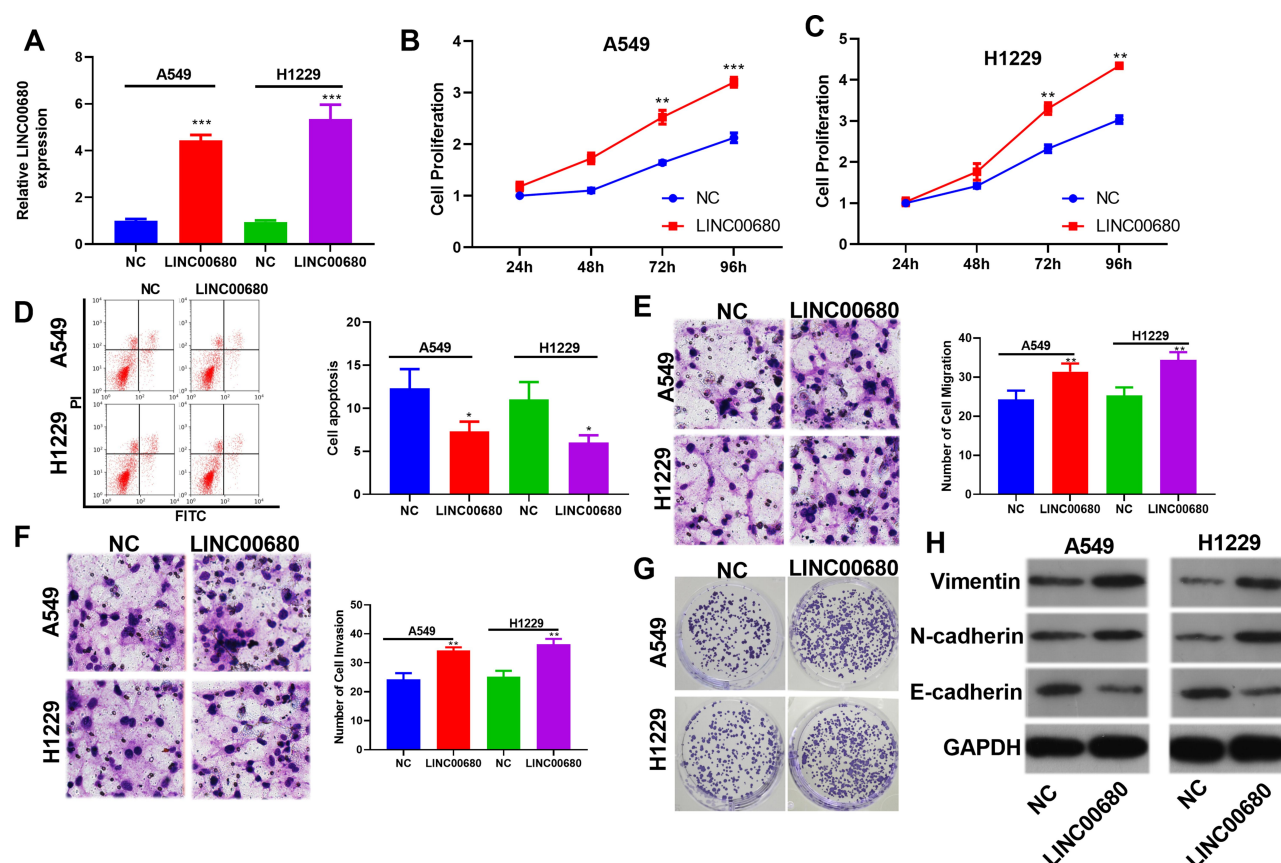 A
Relative LINC00680
expression
8
6
4
2
0
A549
H1229
***
***
NC
LINC00680
NC
LINC00680
B
A549
Cell Proliferation
4
3
2
1
0
**
***
NC
LINC00680
24h
48h
72h
96h
C
H1229
Cell Proliferation
5
4
3
2
1
0
**
**
NC
LINC00680
24h
48h
72h
96h
D
NC
LINC00680
A549
H1229
PI
FITC
Cell apoptosis
20
15
10
5
0
A549
H1229
*
*
NC
LINC00680
NC
LINC00680
E
NC
LINC00680
A549
H1229
Number of Cell Migration
40
30
20
10
0
A549
H1229
**
**
NC
LINC00680
NC
LINC00680
F
NC
LINC00680
A549
H1229
Number of Cell Invasion
50
40
30
20
10
0
A549
H1229
**
**
NC
LINC00680
NC
LINC00680
G
NC
LINC00680
A549
H1229
H
A549
H1229
Vimentin
N-cadherin
E-cadherin
GAPDH
NC
LINC00680
NC
LINC00680